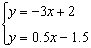 y = −3x + 2
y = 0.5x − 1.5